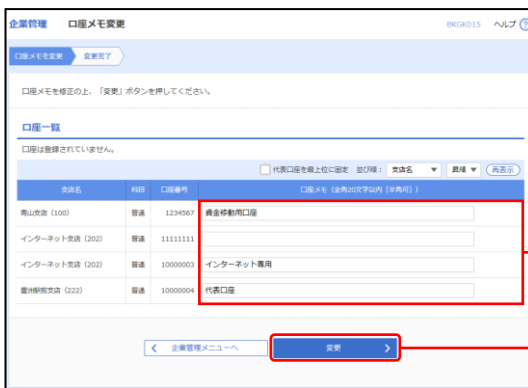 企業管理 口座メモ変更 BKGK015 ヘルプ ?
口座メモを変更 変更完了
口座メモを修正の上、「変更」ボタンを押してください。
口座一覧
口座は登録されていません。
代表口座を最上位に固定 並び順： 支店名 ▼ 昇順 ▼ 再表示
支店名 科目 口座番号 口座メモ（全角20文字以内［半角可］）
青山支店（100） 普通 1234567 資金移動用口座
インターネット支店（202） 普通 11111111
インターネット支店（202） 普通 10000003 インターネット専用
豊洲駅前支店（222） 普通 10000004 代表口座
企業管理メニューへ 変更